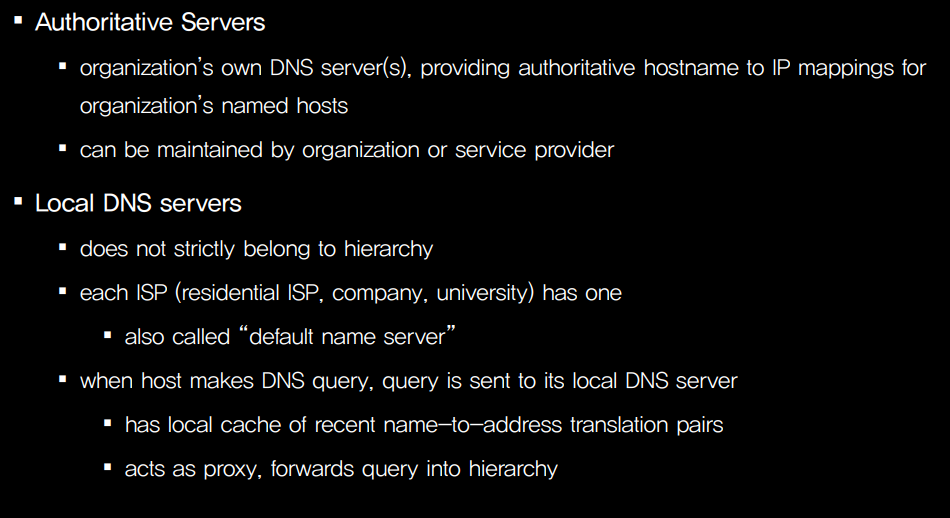 ▪ Authoritative Servers
▪ organization's own DNS server(s), providing authoritative hostname to IP mappings for
organization's named hosts
▪ can be maintained by organization or service provider
▪ Local DNS servers
▪ does not strictly belong to hierarchy
▪ each ISP (residential ISP, company, university) has one
▪ also called “default name server”
▪ when host makes DNS query, query is sent to its local DNS server
▪ has local cache of recent name-to-address translation pairs
▪ acts as proxy, forwards query into hierarchy